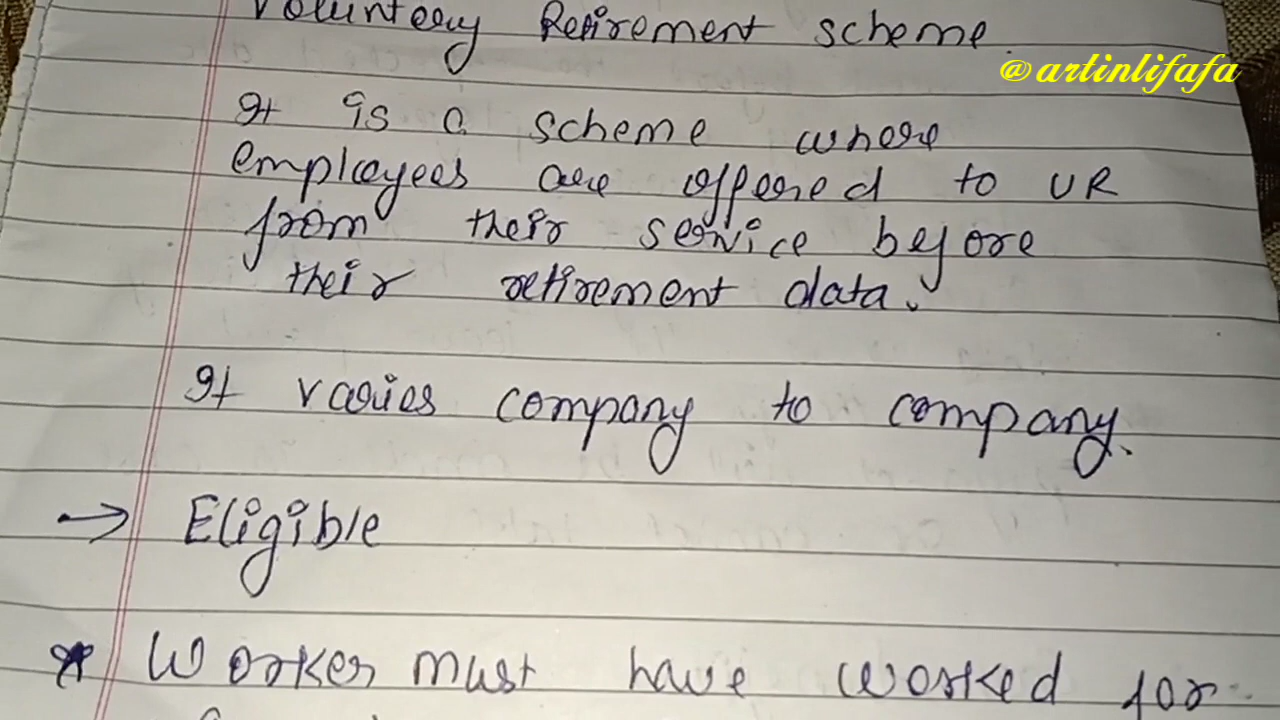 Voluntery Retirement scheme.
@artinlifafa
It is a scheme where
employees are offered to VR
from their service before
their retirement data.
It varies company to company.
→ Eligible
* Worker must have worked for